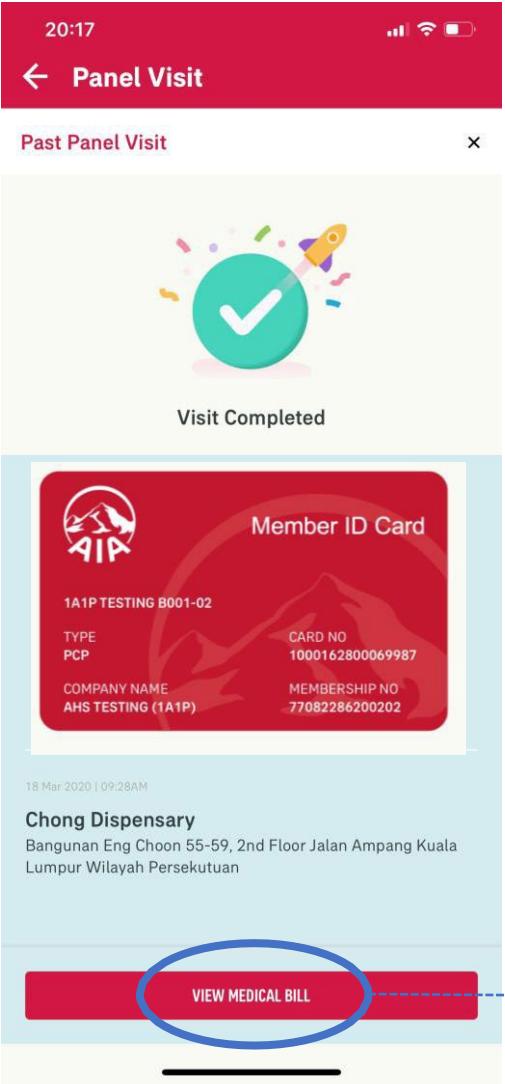 20:17
Panel Visit
Past Panel Visit
Visit Completed
AIA
Member ID Card
1A1P TESTING B001-02
TYPE
CARD NO
PCP
1000162800069987
COMPANY NAME
MEMBERSHIP NO
AHS TESTING (1A1P)
77082286200202
18 Mar 2020 | 09:28AM
Chong Dispensary
Bangunan Eng Choon 55-59, 2nd Floor Jalan Ampang Kuala
Lumpur Wilayah Persekutuan
VIEW MEDICAL BILL